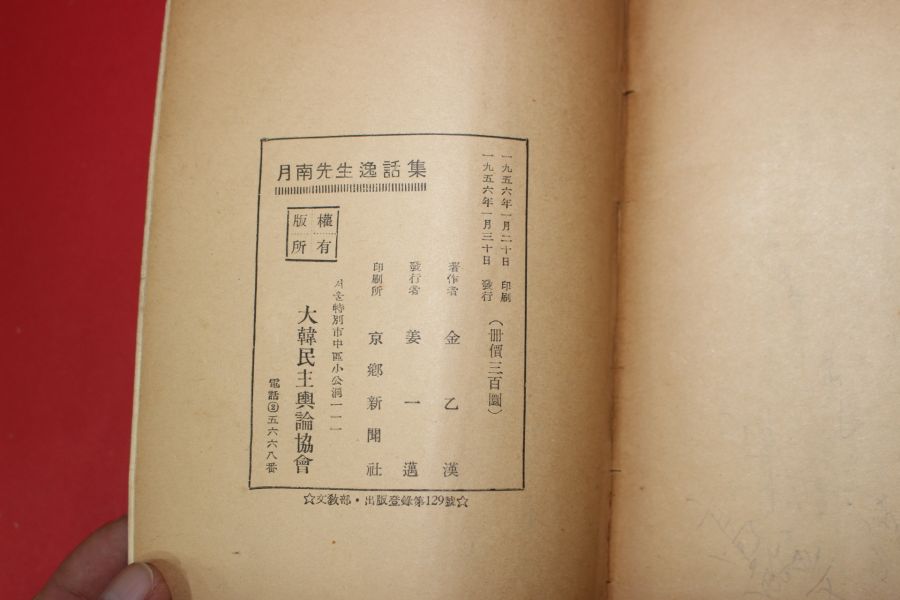 月南先生逸話集
一九五六年一月二十日 印刷
一九五六年一月三十日 發行
(冊價三百圜)
著作者 金乙漢
發行者 姜一邁
印刷所 京鄉新聞社
서울特別市中區小公洞一一一
大韓民主輿論協會
電話②五六六八番
版權
所有
☆文敎部・出版登錄第129號☆